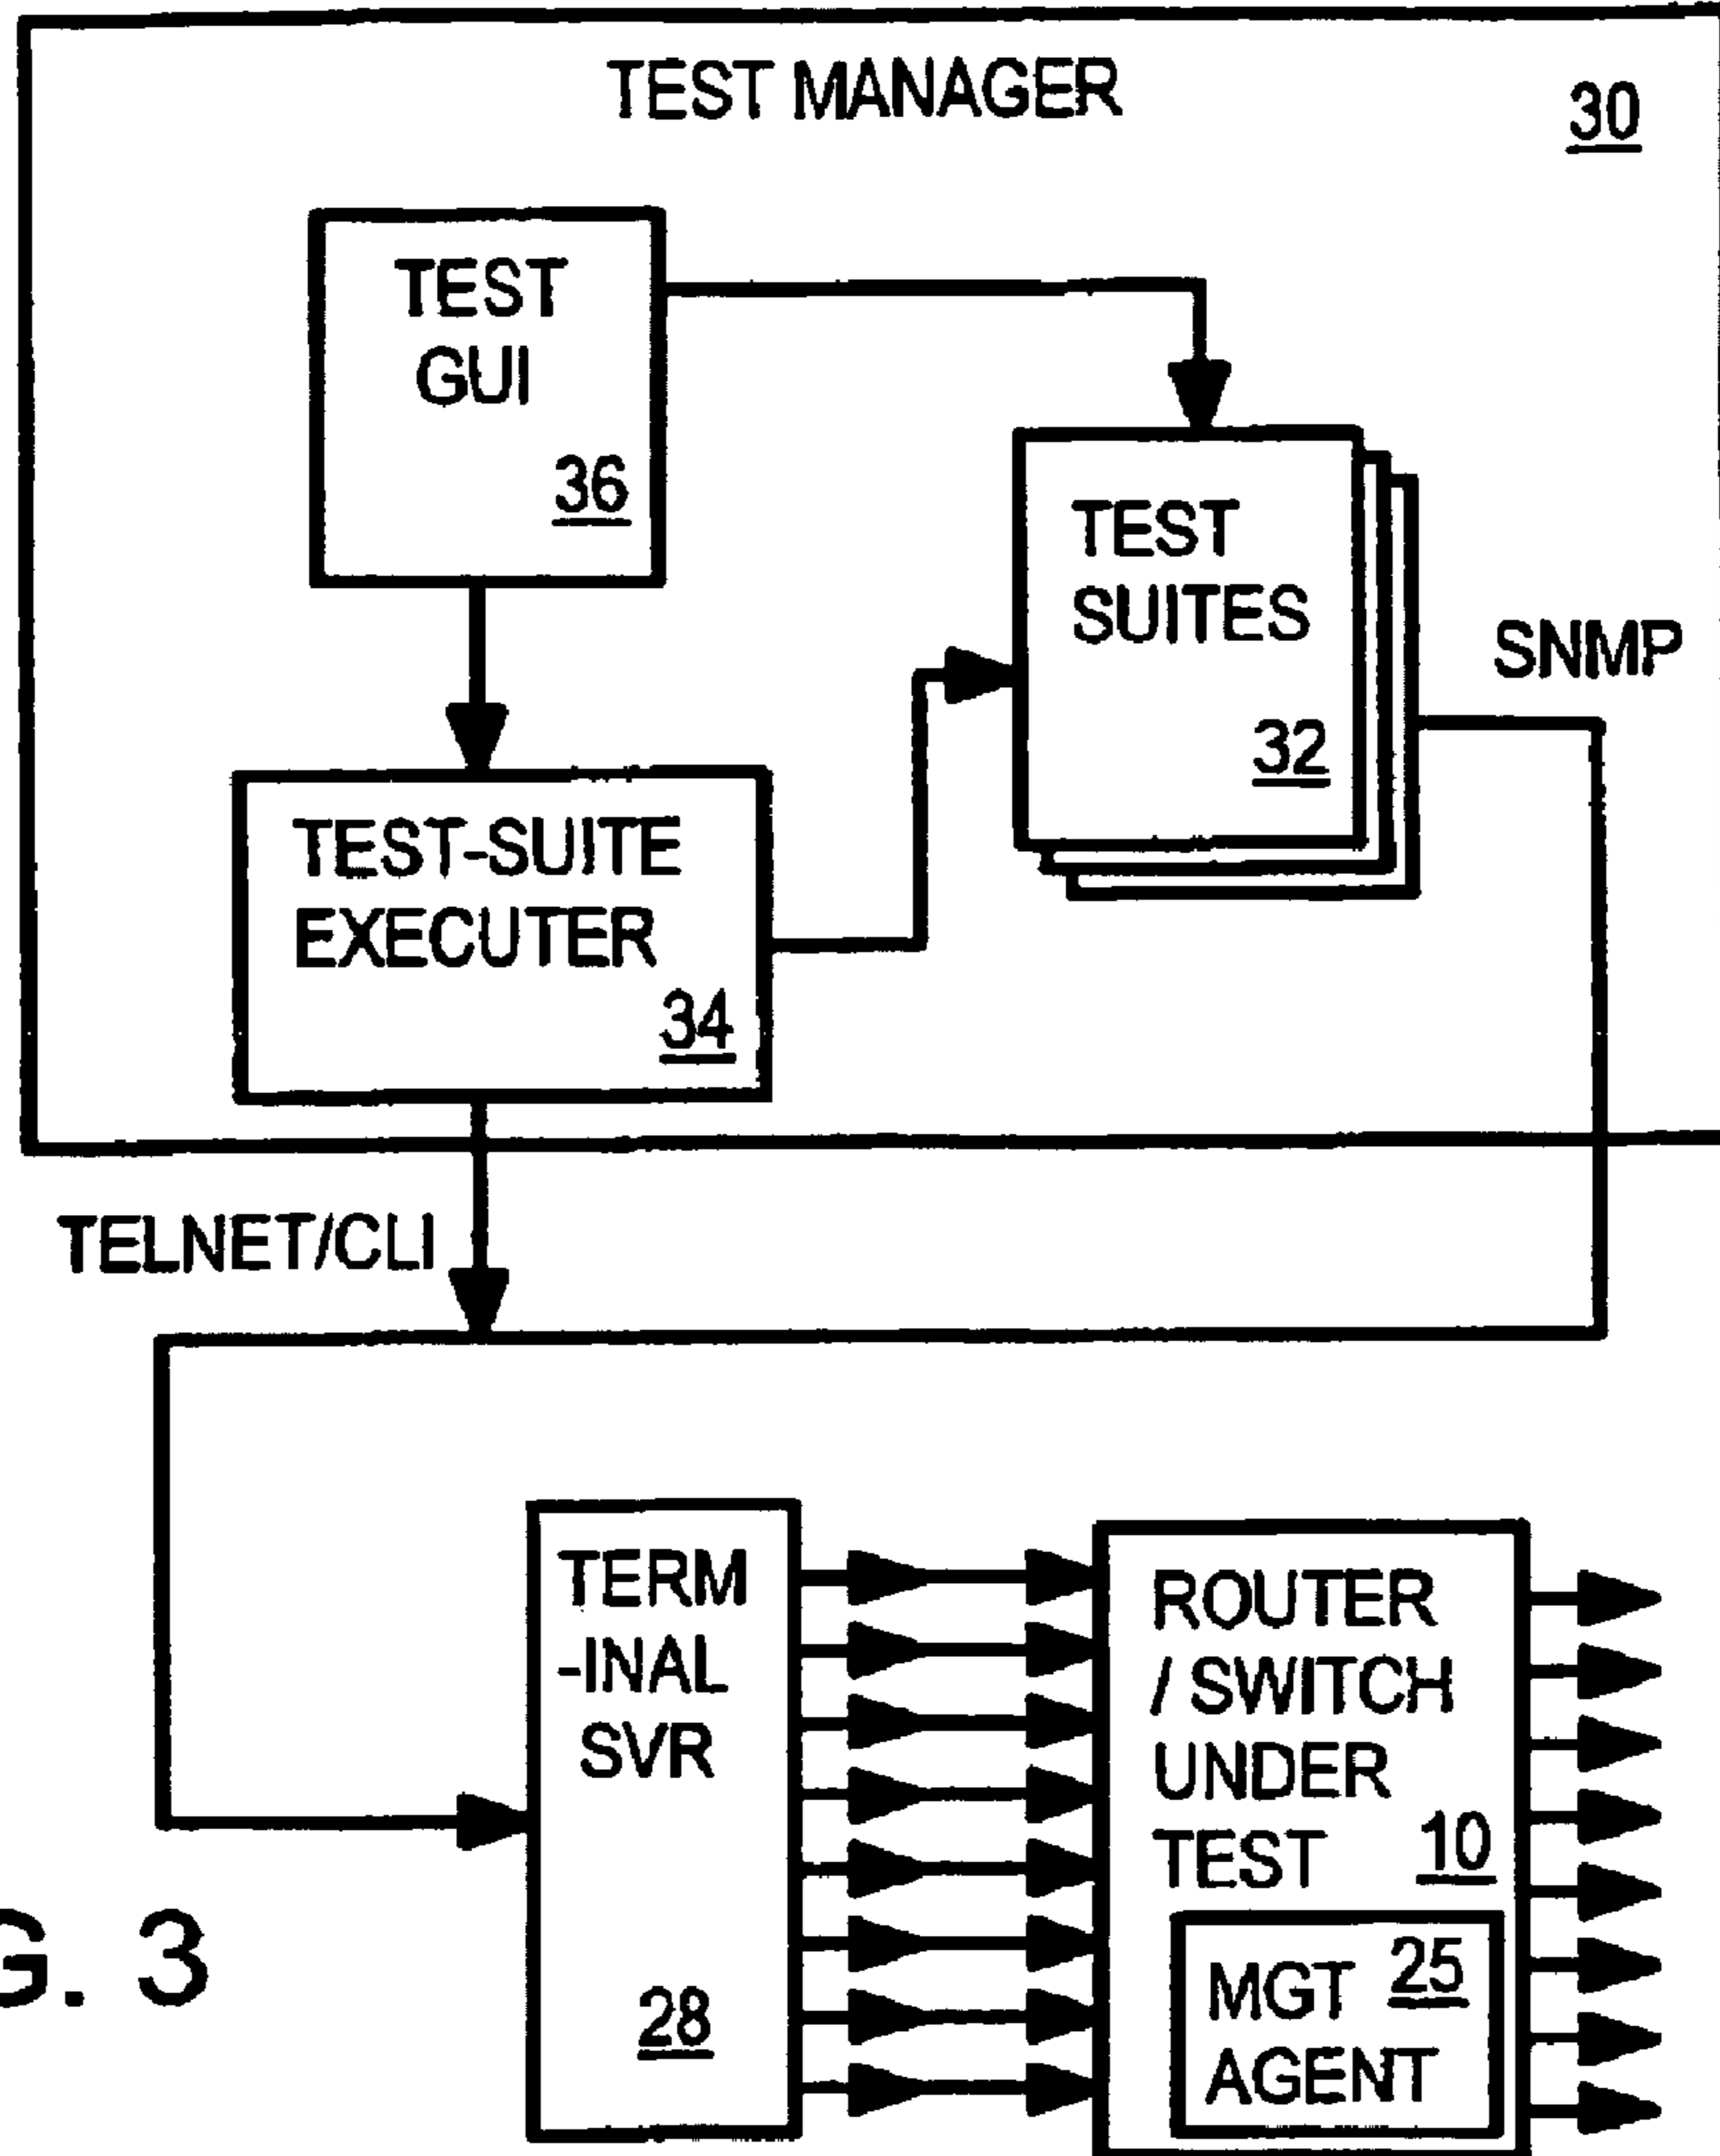 TEST MANAGER
30
TEST
GUI
36
TEST
SUITES
32
SNMP
TEST-SUITE
EXECUTER
34
TELNET/CLI
TERM
-INAL
SVR
28
ROUTER
/ SWITCH
UNDER
TEST 10
MGT 25
AGENT
G. 3